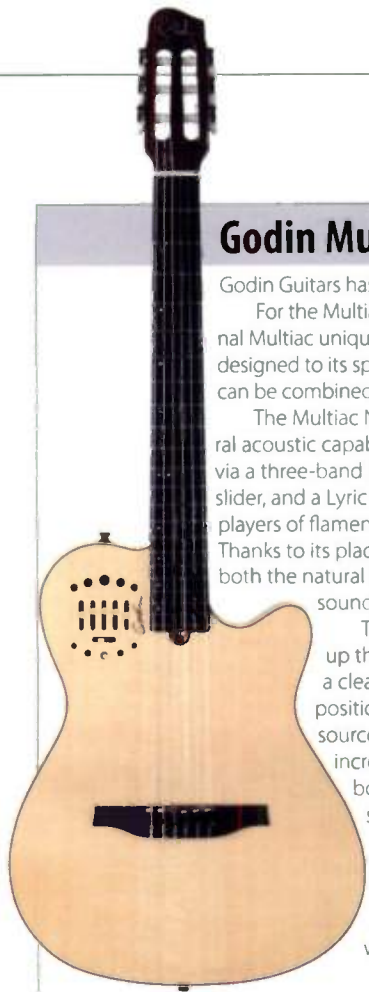 Godin Mu
Godin Guitars has
For the Multia
nal Multiac uniqu
designed to its sp
can be combined
The Multiac N
ral acoustic capab
via a three-band
slider, and a Lyric
players of flamen
Thanks to its plac
both the natural
sound
T
up th
a clea
positio
source
incre
bo
s
w